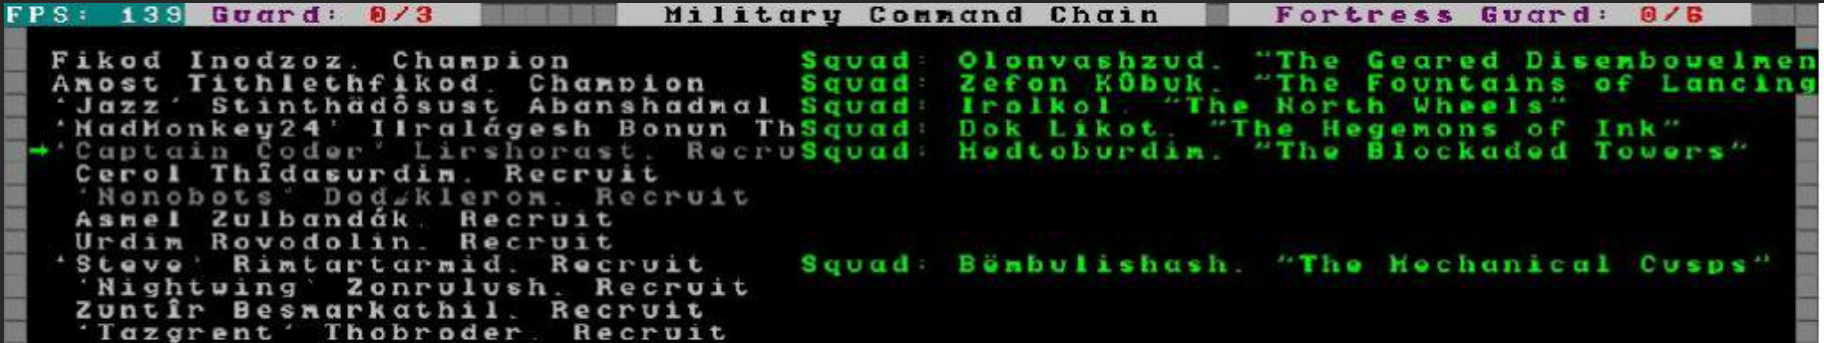 FPS: 139 Guard: 0/3 Military Command Chain Fortress Guard: 0/6
Fikod Inodzoz, Champion Squad: Olonvashzud, "The Geared Disembowelmen
Amost Tithlethfikod, Champion Squad: Zefon Kûbuk, "The Fountains of Lancing
'Jazz' Stinthädôsust Abanshadmal Squad: Irolkol, "The North Wheels"
'MadMonkey24' Ilralágesh Bonun Th Squad: Dok Likot, "The Hegemons of Ink"
'Captain Coder' Lirshorast, Recru Squad: Hedtoburdim, "The Blockaded Towers"
Cerol Thîdasurdim, Recruit
'Nonobots' Recruit
Asmel Zulbandák, Recruit
Urdim Rovodolin, Recruit
'Steve' Rimtartarmid, Recruit Squad: Bömbulishash, "The Mechanical Cusps"
'Nightwing' Zonrulush, Recruit
Zuntîr Besmarkathil, Recruit
'Tazgrent' Thobroder, Recruit